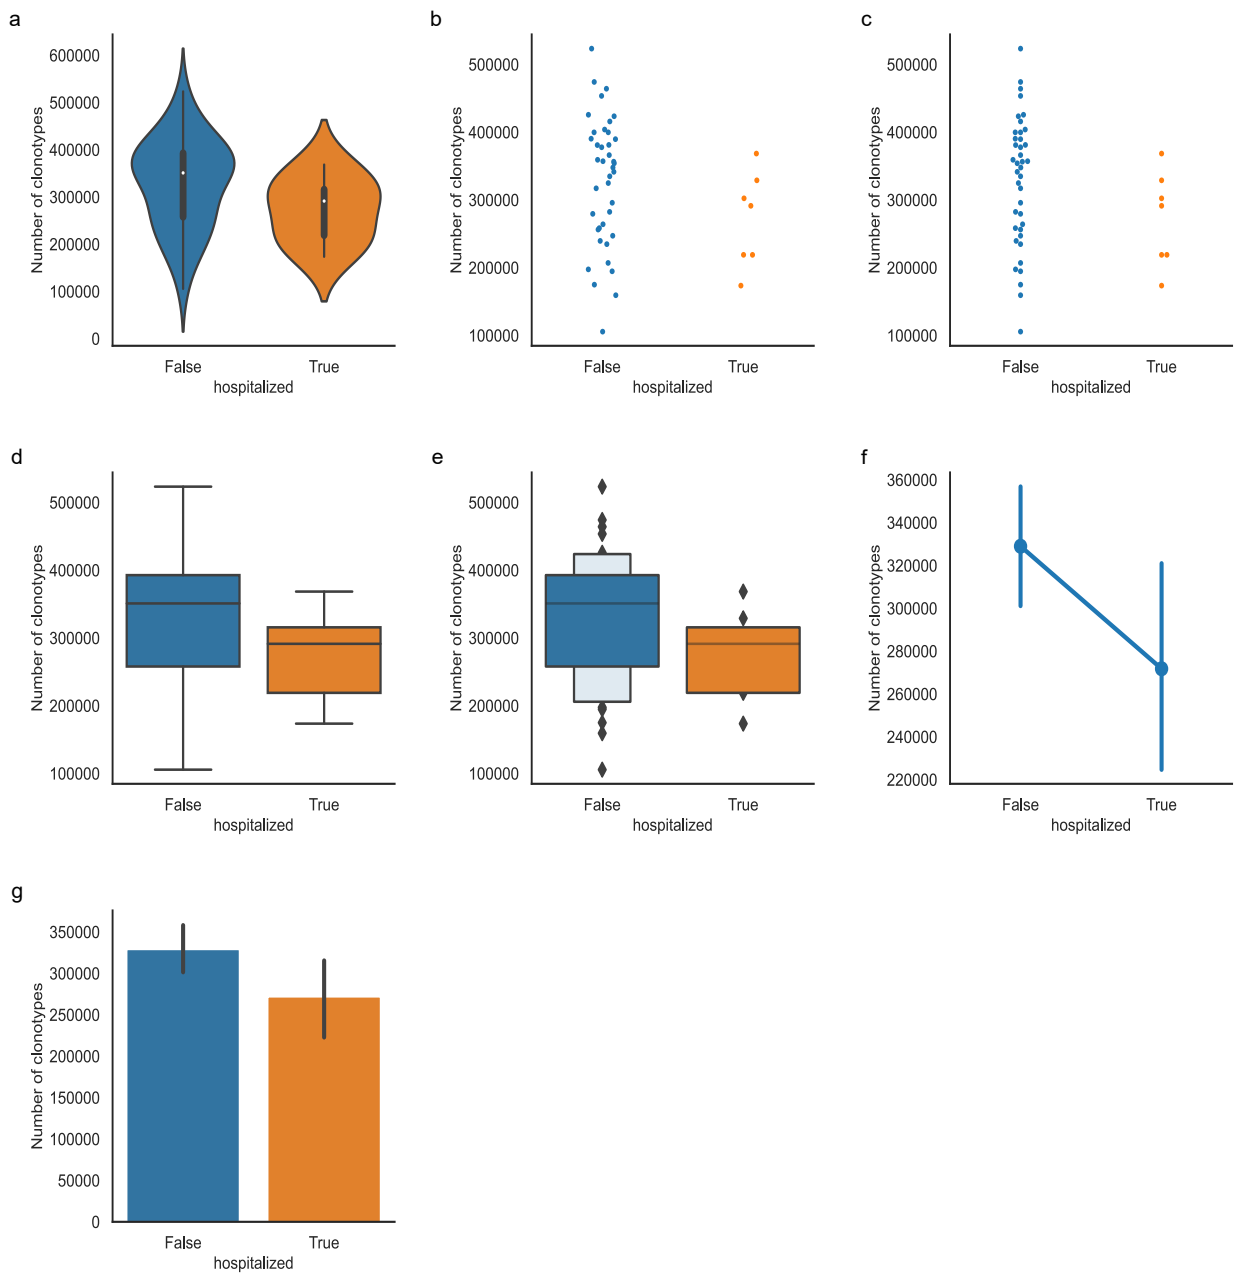 a
600000
500000
400000
300000
200000
100000
0
Number of clonotypes
False True
hospitalized
b
500000
400000
300000
200000
100000
Number of clonotypes
False True
hospitalized
c
500000
400000
300000
200000
100000
Number of clonotypes
False True
hospitalized
d
500000
400000
300000
200000
100000
Number of clonotypes
False True
hospitalized
e
500000
400000
300000
200000
100000
Number of clonotypes
False True
hospitalized
f
360000
340000
320000
300000
280000
260000
240000
220000
Number of clonotypes
False True
hospitalized
g
350000
300000
250000
200000
150000
100000
50000
0
Number of clonotypes
False True
hospitalized